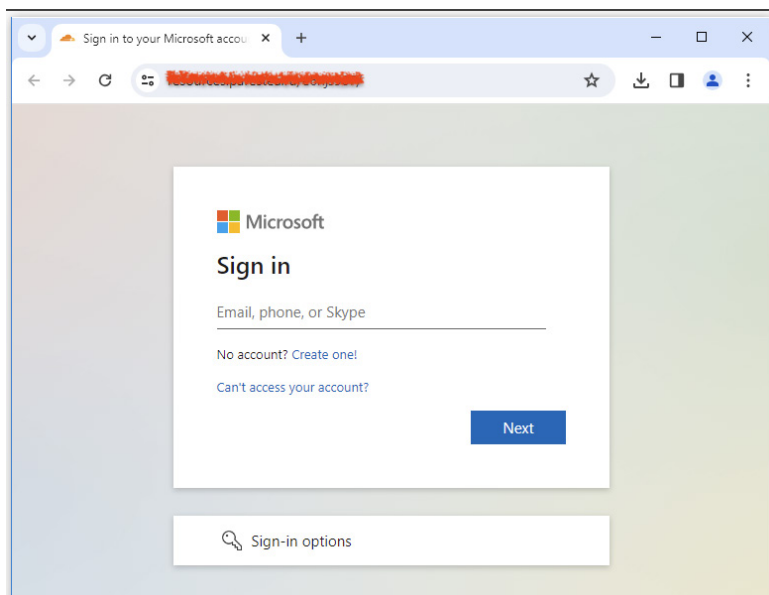 Sign in to your Microsoft accou
Microsoft
Sign in
Email, phone, or Skype
No account? Create one!
Can't access your account?
Next
Sign-in options